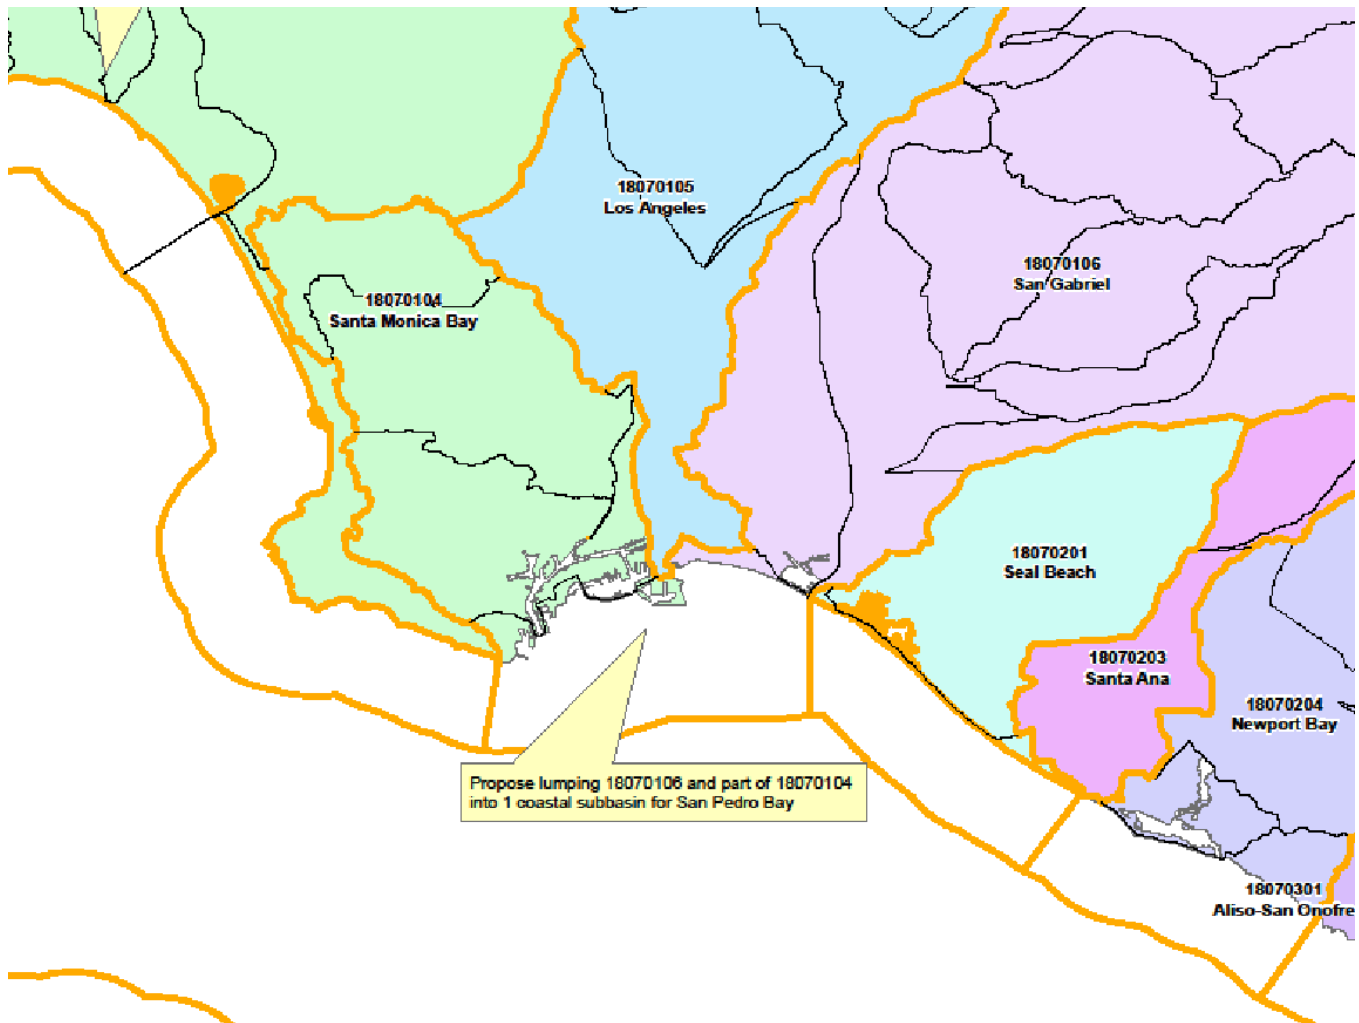 18070105
Los Angeles
18070106
San Gabriel
18070104
Santa Monica Bay
18070201
Seal Beach
18070203
Santa Ana
18070204
Newport Bay
Propose lumping 18070106 and part of 18070104
into 1 coastal subbasin for San Pedro Bay
18070301
Aliso-San Onofre